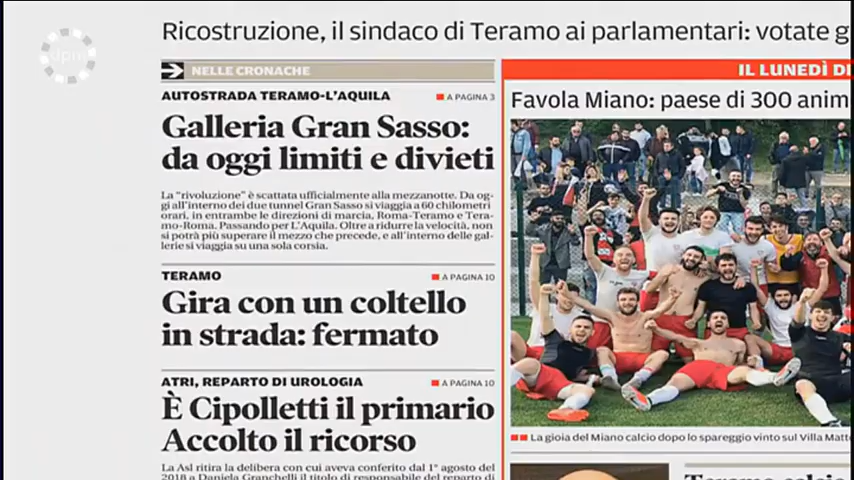 Ricostruzione, il sindaco di Teramo ai parlamentari: votate
NELLE CRONACHE
AUTOSTRADA TERAMO-L'AQUILA
A PAGINA 3
Galleria Gran Sasso:
da oggi limiti e divieti
La "rivoluzione" è scattata ufficialmente alla mezzanotte. Da og-
gi all'interno dei due tunnel Gran Sasso si viaggia a 60 chilometri
orari, in entrambe le direzioni di marcia, Roma-Teramo e Tera-
mo-Roma. Passando per L'Aquila. Oltre a ridurre la velocità, non
si potrà più superare il mezzo che precede, e all'interno delle gal-
lerie si viaggia su una sola corsia.
TERAMO
A PAGINA 10
Gira con un coltello
in strada: fermato
ATRI, REPARTO DI UROLOGIA
A PAGINA 10
È Cipolletti il primario
Accolto il ricorso
La Asl ritira la delibera con cui aveva conferito dal 1° agosto del
2018 a Daniela Granchelli il titolo di responsabile del reparto di
IL LUNEDÌ DI
Favola Miano: paese di 300 anim
La gioia del Miano calcio dopo lo spareggio vinto sul Villa Matt
Teramo calcio